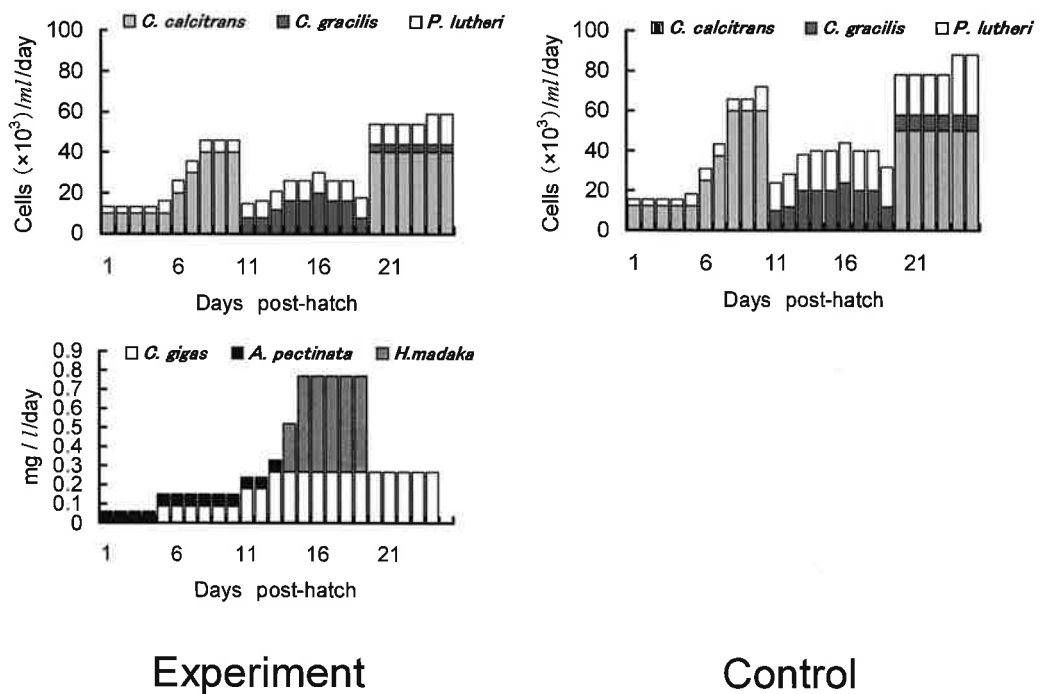 C. calcitrans C. gracilis P. lutheri
100
80
60
40
20
0
Cells (×10³)/ml/day
1 6 11 16 21
Days post-hatch
C. calcitrans C. gracilis P. lutheri
100
80
60
40
20
0
Cells (×10³)/ml/day
1 6 11 16 21
Days post-hatch
C. gigas A. pectinata H.madaka
0.9
0.8
0.7
0.6
0.5
0.4
0.3
0.2
0.1
0
mg / l/day
1 6 11 16 21
Days post-hatch
Experiment Control